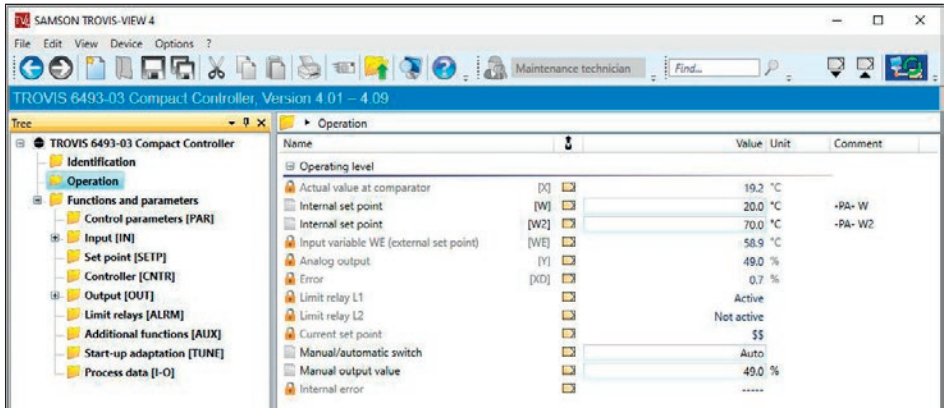 SAMSON TROVIS-VIEW 4
File Edit View Device Options ?
Maintenance technician Find...
TROVIS 6493-03 Compact Controller, Version 4.01 – 4.09
Tree
TROVIS 6493-03 Compact Controller
Identification
Operation
Functions and parameters
Control parameters [PAR]
Input [IN]
Set point [SETP]
Controller [CNTR]
Output [OUT]
Limit relays [ALRM]
Additional functions [AUX]
Start-up adaptation [TUNE]
Process data [I-O]
Operation
Name Value Unit Comment
Operating level
Actual value at comparator [X] 19.2 °C
Internal set point [W] 20.0 °C -PA- W
Internal set point [W2] 70.0 °C -PA- W2
Input variable WE (external set point) [WE] 58.9 °C
Analog output [Y] 49.0 %
Error [XD] 0.7 %
Limit relay L1 Active
Limit relay L2 Not active
Current set point $$
Manual/automatic switch Auto
Manual output value 49.0 %
Internal error -----